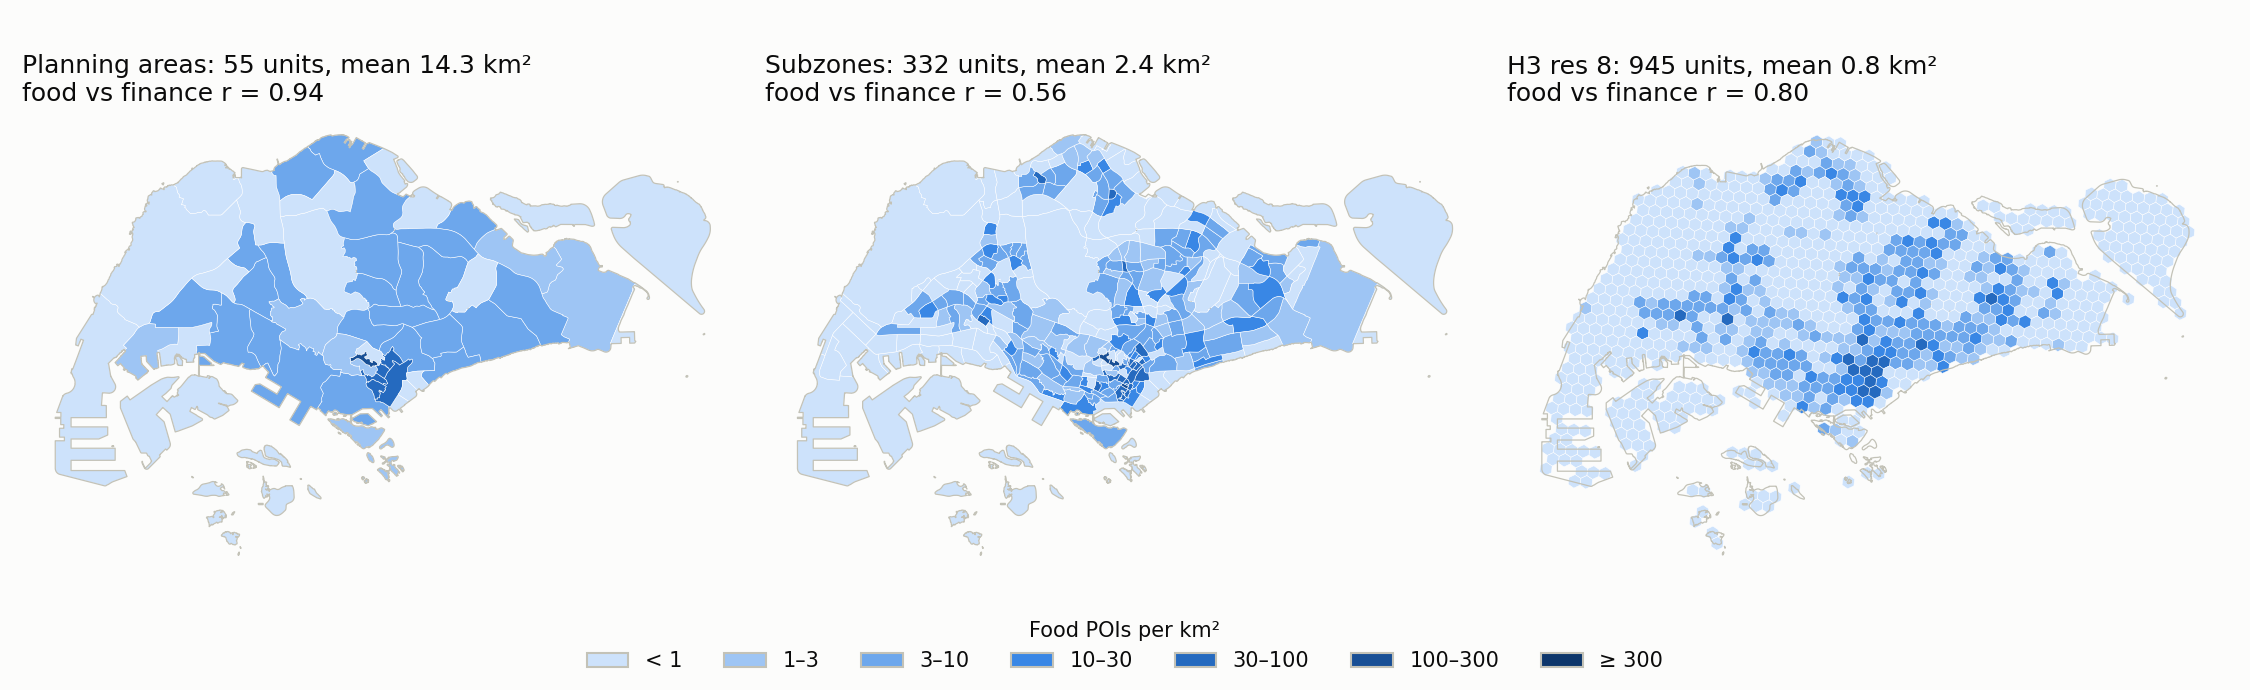 Planning areas: 55 units, mean 14.3 km²
food vs finance r = 0.94
Subzones: 332 units, mean 2.4 km²
food vs finance r = 0.56
H3 res 8: 945 units, mean 0.8 km²
food vs finance r = 0.80
Food POIs per km²
< 1
1–3
3–10
10–30
30–100
100–300
≥ 300